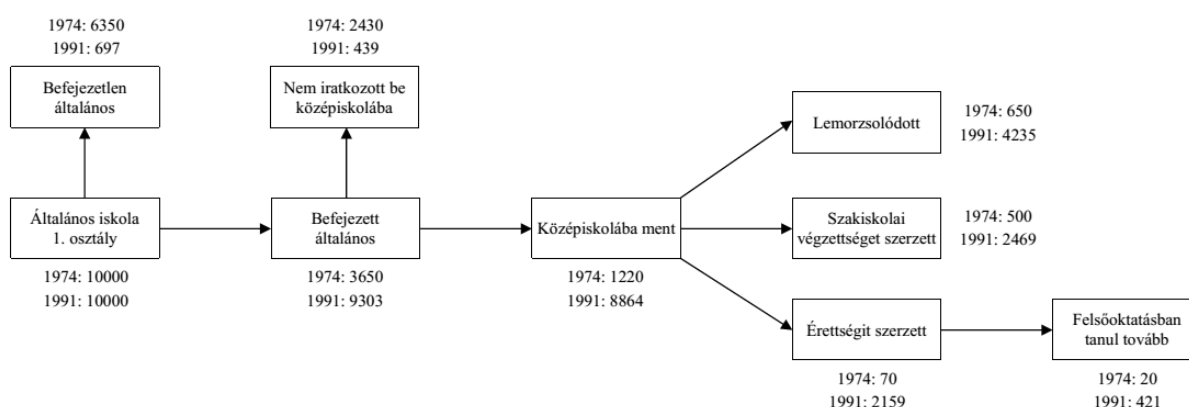 1974: 6350
1991: 697
Befejezetlen
általános
1974: 2430
1991: 439
Nem iratkozott be
középiskolába
Lemorzsolódott
1974: 650
1991: 4235
Általános iskola
1. osztály
1974: 10000
1991: 10000
Befejezett
általános
1974: 3650
1991: 9303
Középiskolába ment
1974: 1220
1991: 8864
Szakiskolai
végzettséget szerzett
1974: 500
1991: 2469
Érettségit szerzett
1974: 70
1991: 2159
Felsőoktatásban
tanul tovább
1974: 20
1991: 421